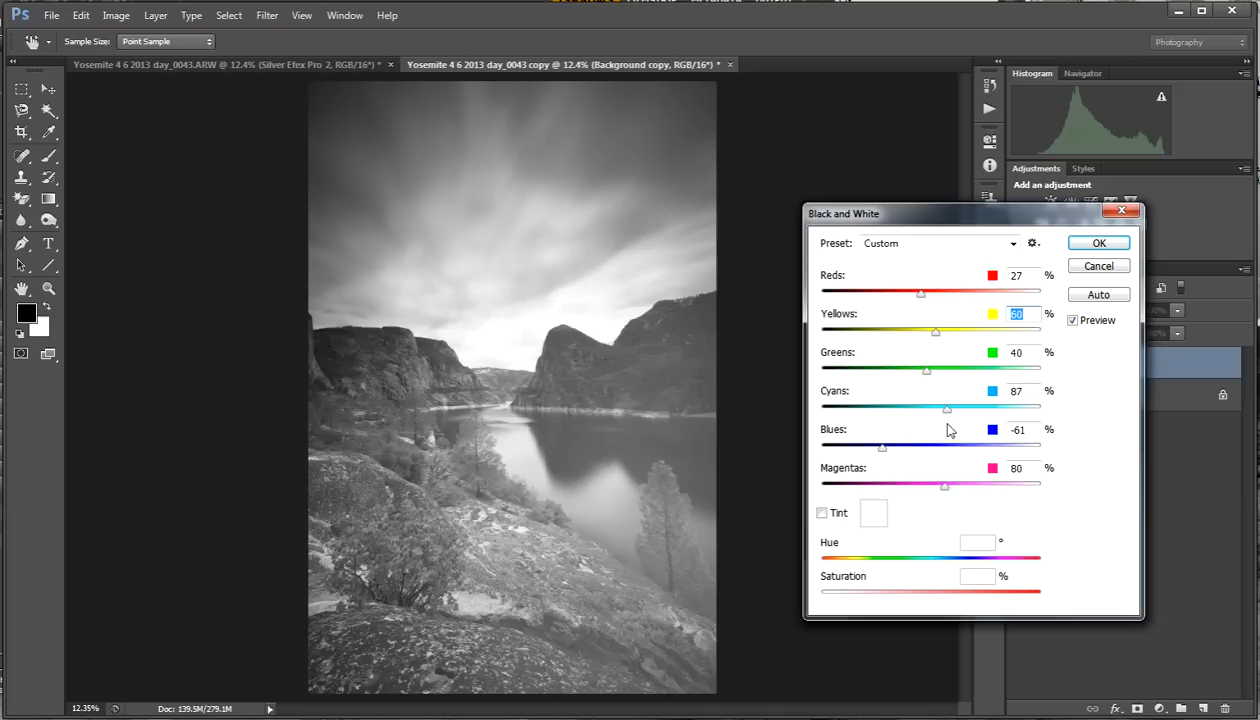 Ps File Edit Image Layer Type Select Filter View Window Help
Sample Size: Point Sample Photography
Yosemite 4 6 2013 day_0043.ARW @ 12.4% (Silver Efex Pro 2, RGB/16*) * × Yosemite 4 6 2013 day_0043 copy @ 12.4% (Background copy, RGB/16*) * ×
Histogram Navigator
Adjustments Styles
Add an adjustment
Black and White
Preset: Custom OK
Cancel
Reds: 27 %
Auto
Yellows: 60 % Preview
Greens: 40 %
Cyans: 87 %
Blues: -61 %
Magentas: 80 %
Tint
Hue °
Saturation %
12.35% Doc: 139.5M/279.1M
fx